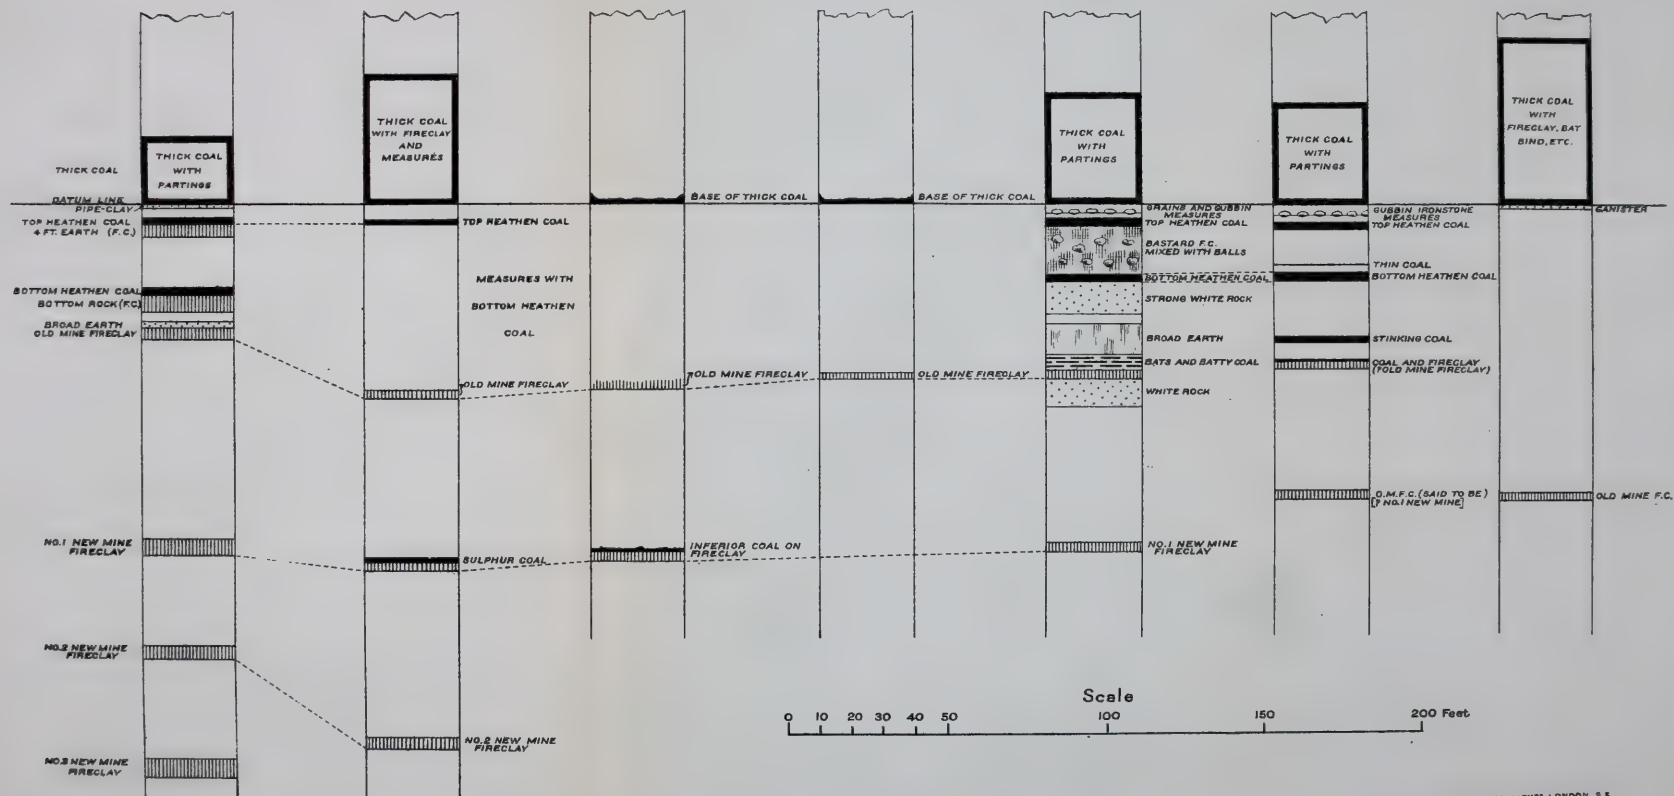 THICK COAL
DATUM LINE
PIPE-CLAY
TOP HEATHEN COAL
4 FT. EARTH (F.C.)
BOTTOM HEATHEN COAL
BOTTOM ROCK (F.C.)
BROAD EARTH
OLD MINE FIRECLAY
NO.1 NEW MINE
FIRECLAY
NO.2 NEW MINE
FIRECLAY
NO.3 NEW MINE
FIRECLAY
THICK COAL
WITH
PARTINGS
THICK COAL
WITH FIRECLAY
AND
MEASURES
TOP HEATHEN COAL
MEASURES WITH
BOTTOM HEATHEN
COAL
OLD MINE FIRECLAY
SULPHUR COAL
NO.2 NEW MINE
FIRECLAY
BASE OF THICK COAL
OLD MINE FIRECLAY
INFERIOR COAL ON
FIRECLAY
BASE OF THICK COAL
OLD MINE FIRECLAY
THICK COAL
WITH
PARTINGS
GRAINS AND GUBBIN
MEASURES
TOP HEATHEN COAL
BASTARD F.C.
MIXED WITH BALLS
BOTTOM HEATHEN COAL
STRONG WHITE ROCK
BROAD EARTH
BATS AND BATTY COAL
WHITE ROCK
NO.1 NEW MINE
FIRECLAY
THICK COAL
WITH
PARTINGS
GUBBIN IRONSTONE
MEASURES
TOP HEATHEN COAL
THIN COAL
BOTTOM HEATHEN COAL
STINKING COAL
COAL AND FIRECLAY
(?OLD MINE FIRECLAY)
O.M.F.C. (SAID TO BE)
[? NO.1 NEW MINE]
THICK COAL
WITH
FIRECLAY, BAT
BIND, ETC.
GANISTER
OLD MINE F.C.
Scale
0 10 20 30 40 50 100 150 200 Feet
LONDON, S.E.